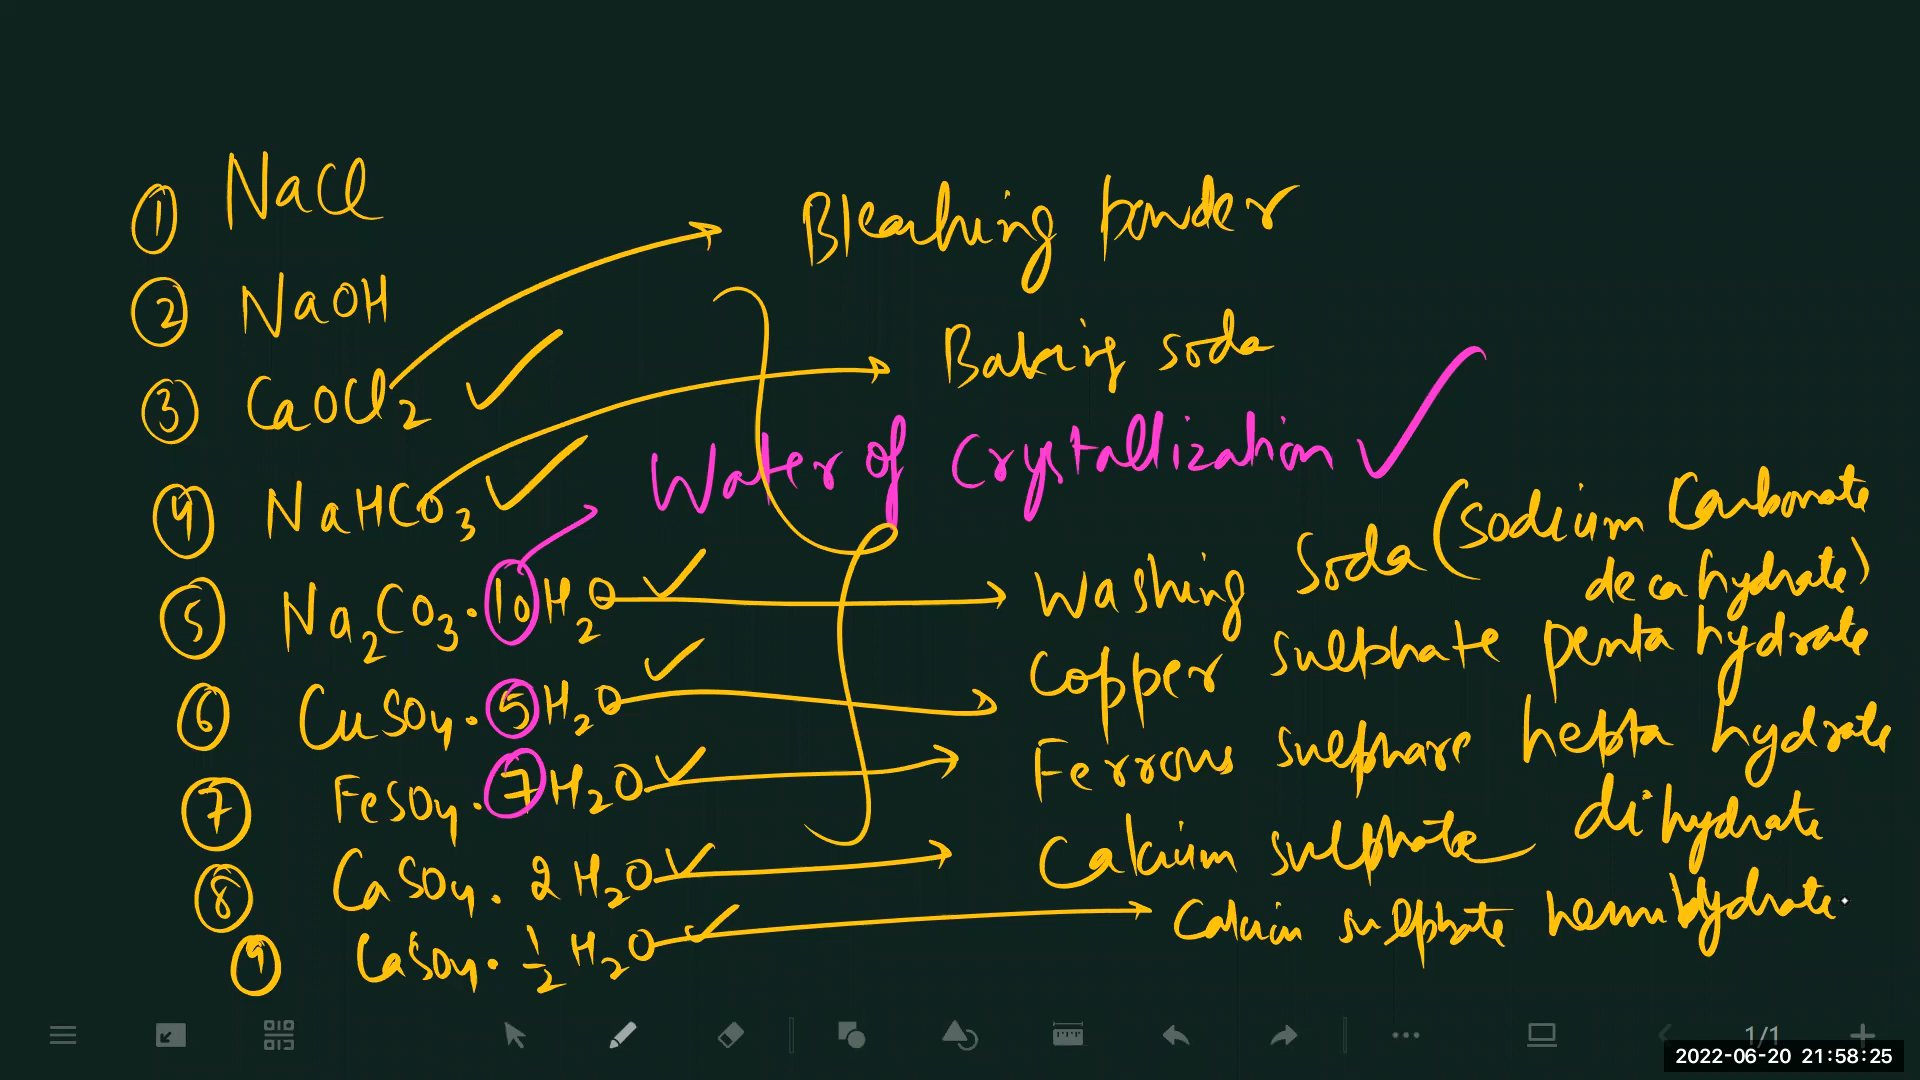 ① NaCl
Bleaching powder
② NaOH
Baking soda
③ CaOCl2 ✓
Water of Crystallization ✓
④ NaHCO3 ✓
⑤ Na2CO3·10H2O ✓ Washing Soda (Sodium Carbonate
decahydrate)
⑥ CuSO4·5H2O ✓ Copper sulphate penta hydrate
⑦ FeSO4·7H2O ✓ Ferrous sulphate hepta hydrate
⑧ CaSO4·2H2O ✓ Calcium sulphate dihydrate
⑨ CaSO4·1/2H2O ✓ Calcium sulphate hemihydrate
1/1
2022-06-20 21:58:25